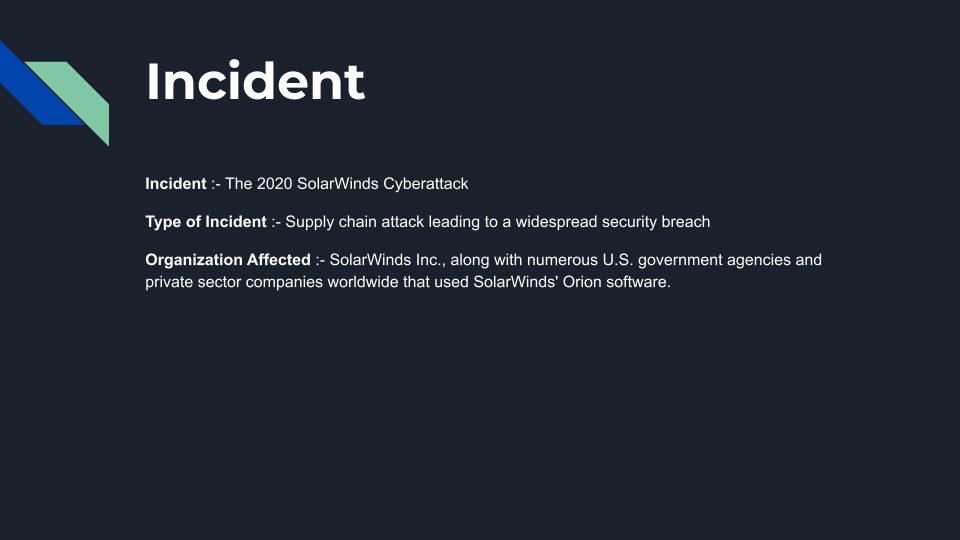 Incident
Incident :- The 2020 SolarWinds Cyberattack
Type of Incident :- Supply chain attack leading to a widespread security breach
Organization Affected :- SolarWinds Inc., along with numerous U.S. government agencies and
private sector companies worldwide that used SolarWinds' Orion software.